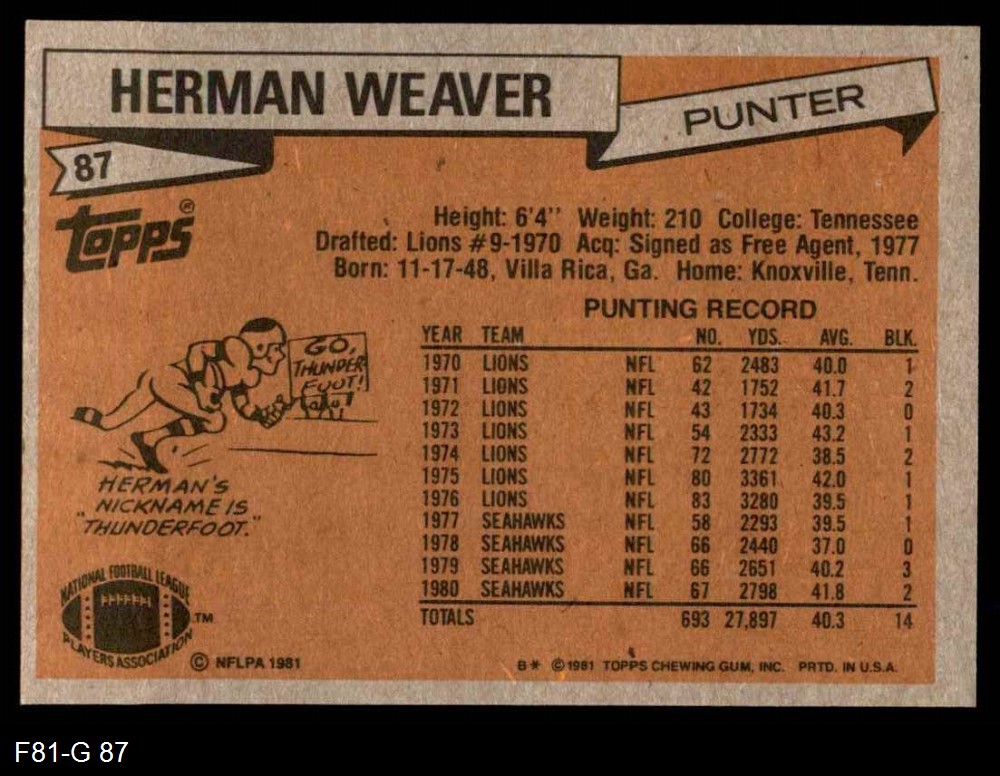 HERMAN WEAVER
PUNTER
87
TOPPS®
Height: 6'4'' Weight: 210 College: Tennessee
Drafted: Lions #9-1970 Acq: Signed as Free Agent, 1977
Born: 11-17-48, Villa Rica, Ga. Home: Knoxville, Tenn.
PUNTING RECORD
YEAR TEAM NO. YDS. AVG. BLK.
1970 LIONS NFL 62 2483 40.0 1
1971 LIONS NFL 42 1752 41.7 2
1972 LIONS NFL 43 1734 40.3 0
1973 LIONS NFL 54 2333 43.2 1
1974 LIONS NFL 72 2772 38.5 2
1975 LIONS NFL 80 3361 42.0 1
1976 LIONS NFL 83 3280 39.5 1
1977 SEAHAWKS NFL 58 2293 39.5 1
1978 SEAHAWKS NFL 66 2440 37.0 0
1979 SEAHAWKS NFL 66 2651 40.2 3
1980 SEAHAWKS NFL 67 2798 41.8 2
TOTALS 693 27,897 40.3 14
GO,
THUNDER-
FOOT!
HERMAN'S
NICKNAME IS
"THUNDERFOOT."
NATIONAL FOOTBALL LEAGUE
PLAYERS ASSOCIATION
TM
© NFLPA 1981
B* © 1981 TOPPS CHEWING GUM, INC. PRTD. IN U.S.A.
F81-G 87